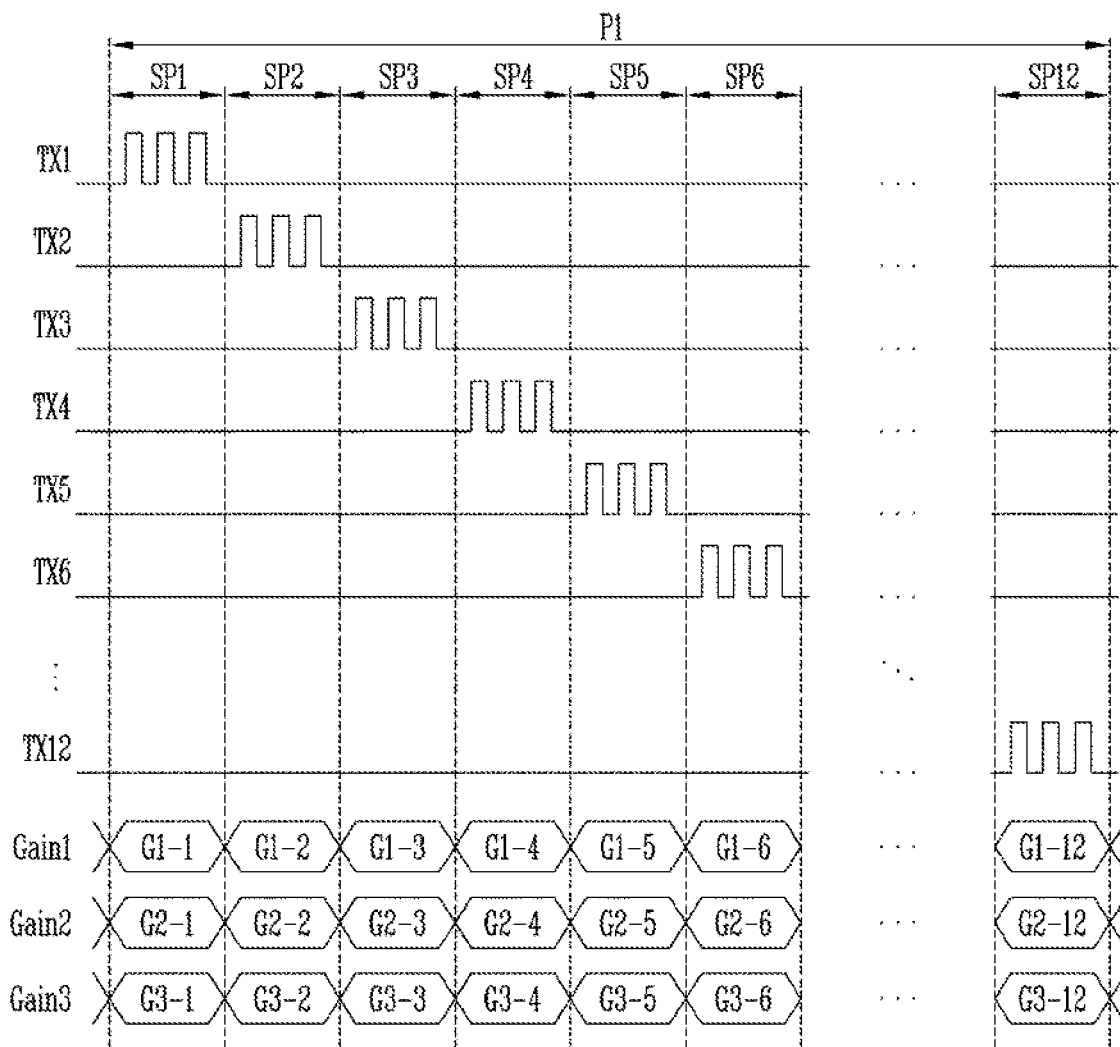 P1
SP1 SP2 SP3 SP4 SP5 SP6 SP12
TX1 ...
TX2 ...
TX3 ...
TX4 ...
TX5 ...
TX6 ...
TX12 ...
Gain1 G1-1 G1-2 G1-3 G1-4 G1-5 G1-6 ... G1-12
Gain2 G2-1 G2-2 G2-3 G2-4 G2-5 G2-6 ... G2-12
Gain3 G3-1 G3-2 G3-3 G3-4 G3-5 G3-6 ... G3-12